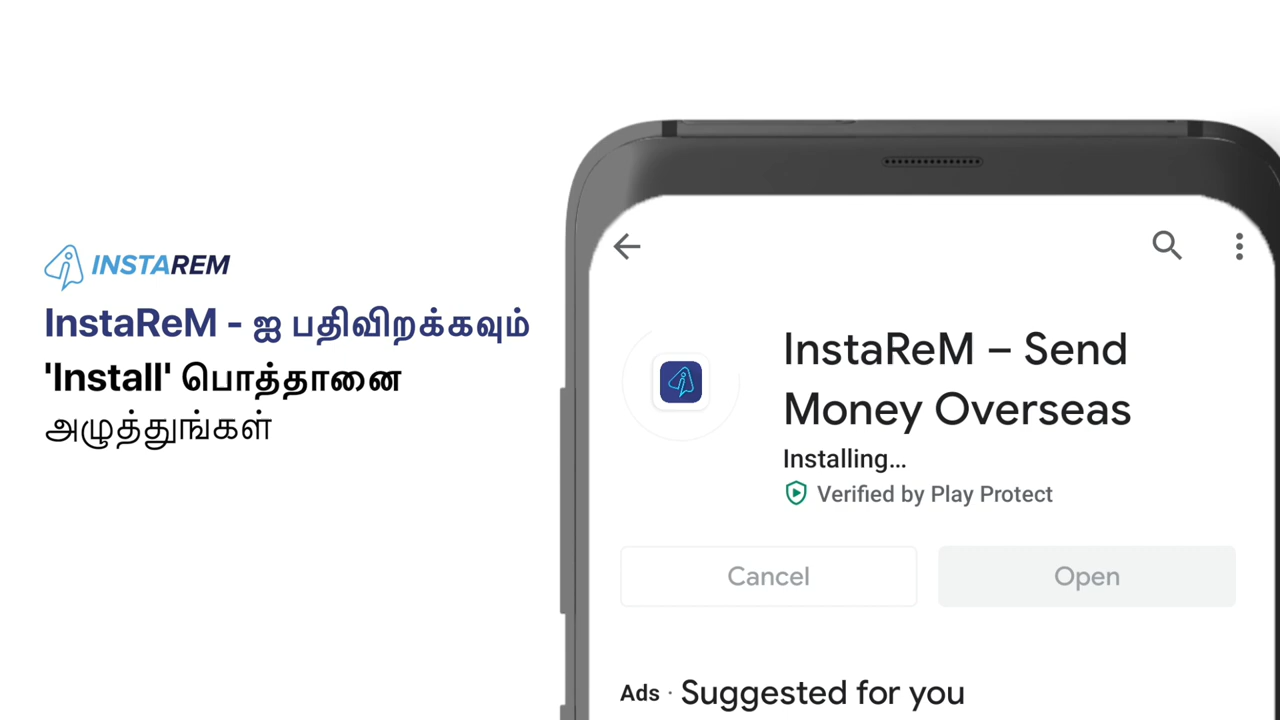 INSTAREM
InstaReM - ஐ பதிவிறக்கவும்
'Install' பொத்தானை
அழுத்துங்கள்
InstaReM – Send
Money Overseas
Installing...
Verified by Play Protect
Cancel
Open
Ads · Suggested for you